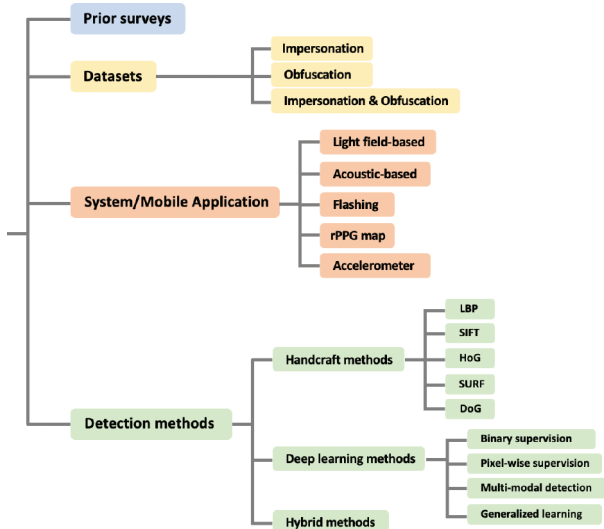 Prior surveys
Datasets
Impersonation
Obfuscation
Impersonation & Obfuscation
System/Mobile Application
Light field-based
Acoustic-based
Flashing
rPPG map
Accelerometer
Detection methods
Handcraft methods
LBP
SIFT
HoG
SURF
DoG
Deep learning methods
Binary supervision
Pixel-wise supervision
Multi-modal detection
Generalized learning
Hybrid methods